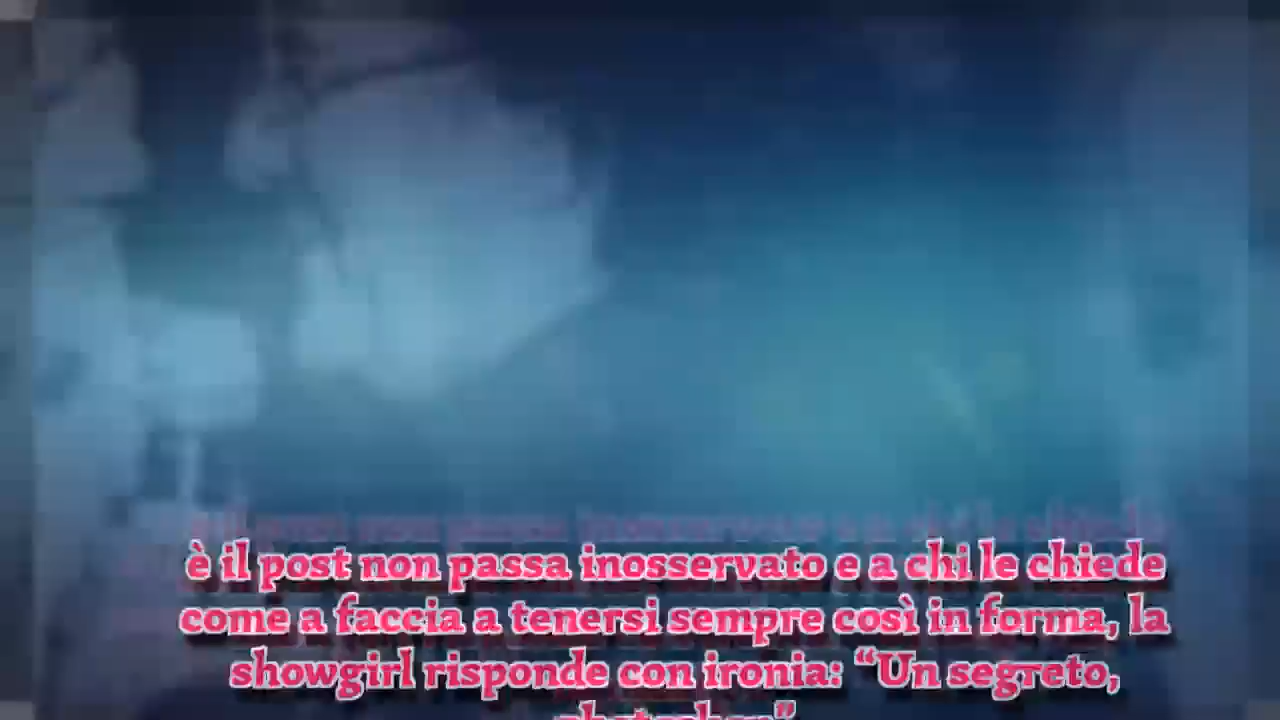 è il post non passa inosservato e a chi le chiede
come a faccia a tenersi sempre così in forma, la
showgirl risponde con ironia: “Un segreto,